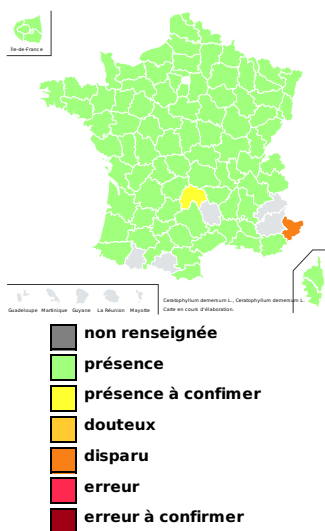 Île-de-France
Guadeloupe Martinique Guyane La Réunion Mayotte
Ceratophyllum demersum L., Ceratophyllum demersum L.
Carte en cours d'élaboration.
non renseignée
présence
présence à confimer
douteux
disparu
erreur
erreur à confirmer